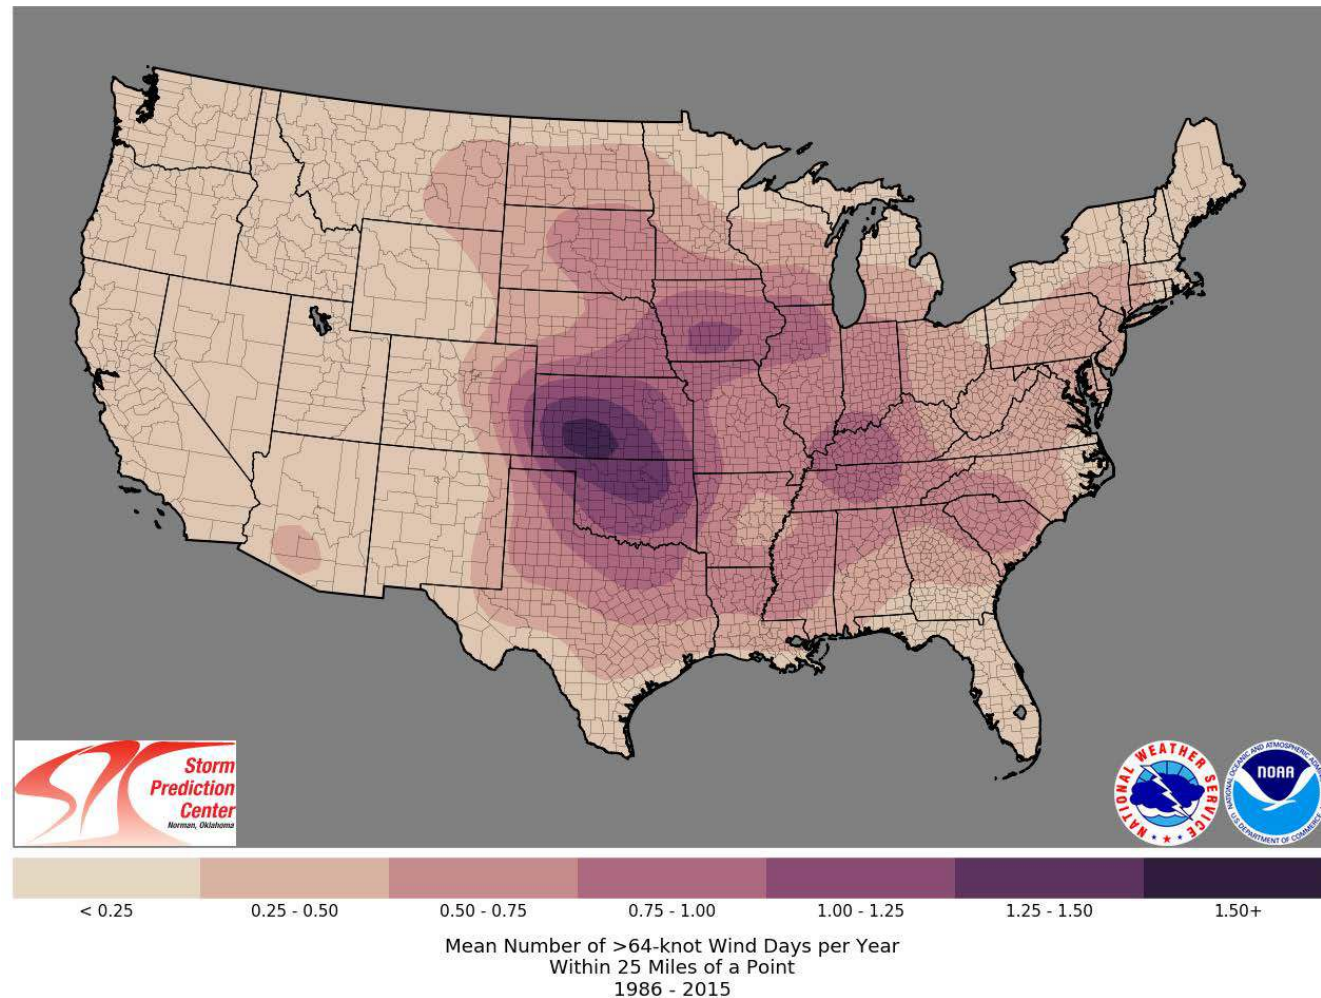 Storm
Prediction
Center
Norman, Oklahoma
NATIONAL WEATHER SERVICE
NOAA
< 0.25
0.25 - 0.50
0.50 - 0.75
0.75 - 1.00
1.00 - 1.25
1.25 - 1.50
1.50+
Mean Number of >64-knot Wind Days per Year
Within 25 Miles of a Point
1986 - 2015